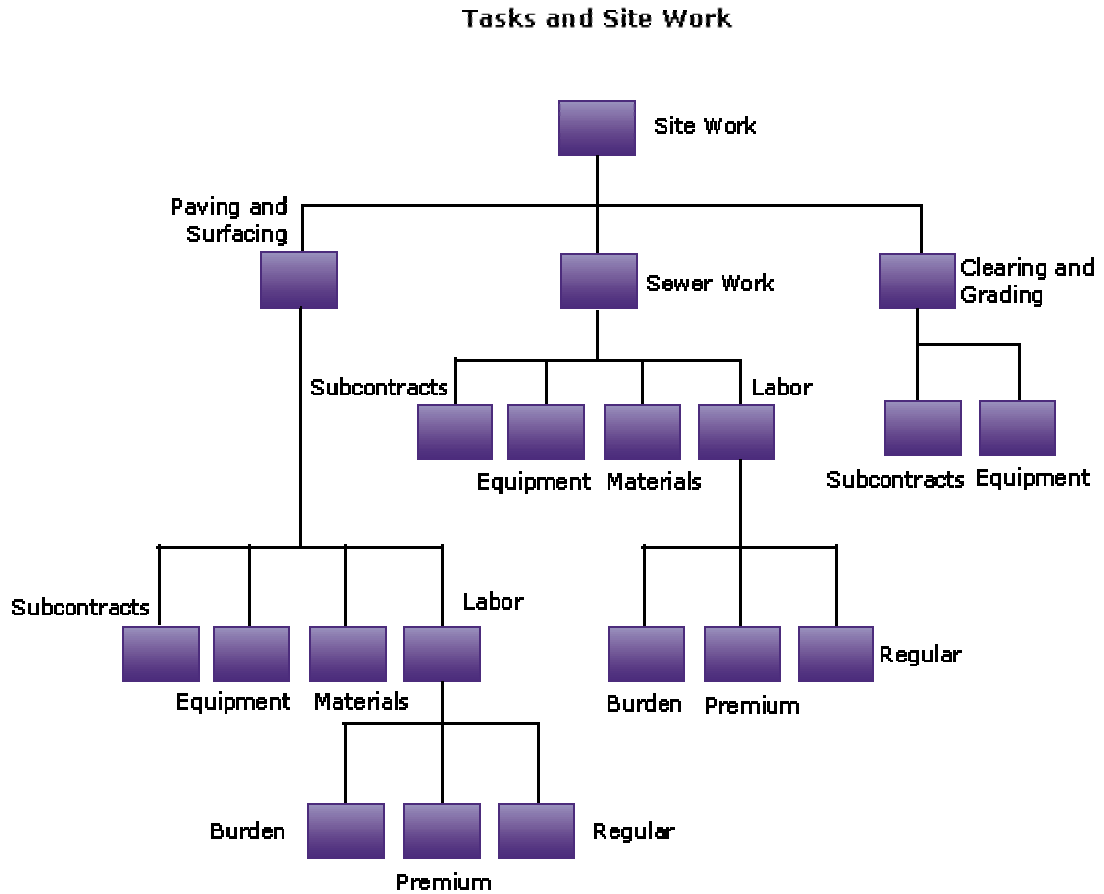 Tasks and Site Work
Site Work
Paving and
Surfacing
Sewer Work
Clearing and
Grading
Subcontracts
Labor
Equipment
Materials
Subcontracts
Equipment
Subcontracts
Labor
Equipment
Materials
Regular
Burden
Premium
Burden
Regular
Premium